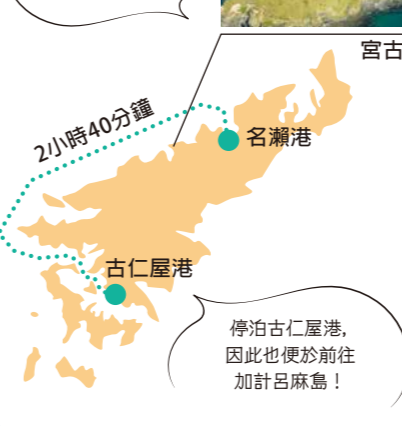 宮古
2小時40分鐘
名瀨港
古仁屋港
停泊古仁屋港,
因此也便於前往
加計呂麻島！